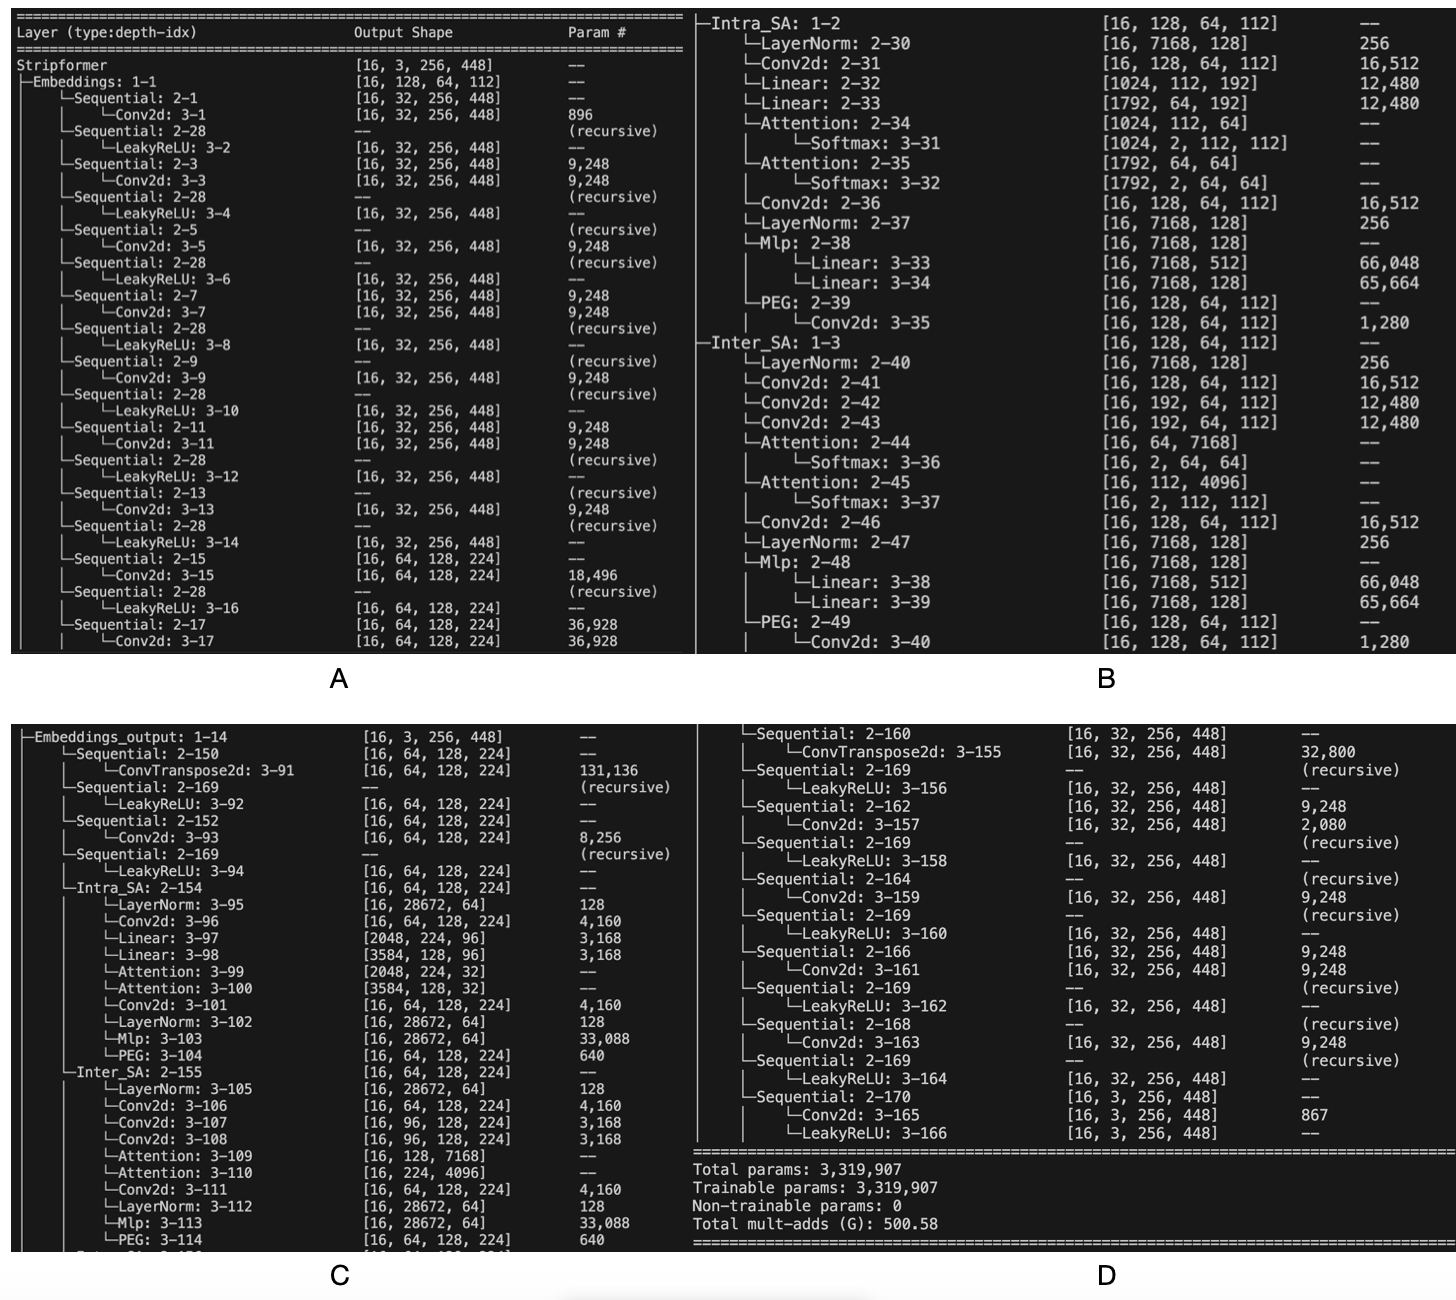 ================================================================
Layer (type:depth-idx) Output Shape Param #
================================================================
Stripformer [16, 3, 256, 448] --
├─Embeddings: 1-1 [16, 128, 64, 112] --
│ └─Sequential: 2-1 [16, 32, 256, 448] --
│ │ └─Conv2d: 3-1 [16, 32, 256, 448] 896
│ └─Sequential: 2-28 -- (recursive)
│ │ └─LeakyReLU: 3-2 [16, 32, 256, 448] --
│ └─Sequential: 2-3 [16, 32, 256, 448] 9,248
│ │ └─Conv2d: 3-3 [16, 32, 256, 448] 9,248
│ └─Sequential: 2-28 -- (recursive)
│ │ └─LeakyReLU: 3-4 [16, 32, 256, 448] --
│ └─Sequential: 2-5 -- (recursive)
│ │ └─Conv2d: 3-5 [16, 32, 256, 448] 9,248
│ └─Sequential: 2-28 -- (recursive)
│ │ └─LeakyReLU: 3-6 [16, 32, 256, 448] --
│ └─Sequential: 2-7 [16, 32, 256, 448] 9,248
│ │ └─Conv2d: 3-7 [16, 32, 256, 448] 9,248
│ └─Sequential: 2-28 -- (recursive)
│ │ └─LeakyReLU: 3-8 [16, 32, 256, 448] --
│ └─Sequential: 2-9 -- (recursive)
│ │ └─Conv2d: 3-9 [16, 32, 256, 448] 9,248
│ └─Sequential: 2-28 -- (recursive)
│ │ └─LeakyReLU: 3-10 [16, 32, 256, 448] --
│ └─Sequential: 2-11 [16, 32, 256, 448] 9,248
│ │ └─Conv2d: 3-11 [16, 32, 256, 448] 9,248
│ └─Sequential: 2-28 -- (recursive)
│ │ └─LeakyReLU: 3-12 [16, 32, 256, 448] --
│ └─Sequential: 2-13 -- (recursive)
│ │ └─Conv2d: 3-13 [16, 32, 256, 448] 9,248
│ └─Sequential: 2-28 -- (recursive)
│ │ └─LeakyReLU: 3-14 [16, 32, 256, 448] --
│ └─Sequential: 2-15 [16, 64, 128, 224] --
│ │ └─Conv2d: 3-15 [16, 64, 128, 224] 18,496
│ └─Sequential: 2-28 -- (recursive)
│ │ └─LeakyReLU: 3-16 [16, 64, 128, 224] --
│ └─Sequential: 2-17 [16, 64, 128, 224] 36,928
│ │ └─Conv2d: 3-17 [16, 64, 128, 224] 36,928
A
├─Intra_SA: 1-2 [16, 128, 64, 112] --
│ └─LayerNorm: 2-30 [16, 7168, 128] 256
│ └─Conv2d: 2-31 [16, 128, 64, 112] 16,512
│ └─Linear: 2-32 [1024, 112, 192] 12,480
│ └─Linear: 2-33 [1792, 64, 192] 12,480
│ └─Attention: 2-34 [1024, 112, 64] --
│ │ └─Softmax: 3-31 [1024, 2, 112, 112] --
│ └─Attention: 2-35 [1792, 64, 64] --
│ │ └─Softmax: 3-32 [1792, 2, 64, 64] --
│ └─Conv2d: 2-36 [16, 128, 64, 112] 16,512
│ └─LayerNorm: 2-37 [16, 7168, 128] 256
│ └─Mlp: 2-38 [16, 7168, 128] --
│ │ └─Linear: 3-33 [16, 7168, 512] 66,048
│ │ └─Linear: 3-34 [16, 7168, 128] 65,664
│ └─PEG: 2-39 [16, 128, 64, 112] --
│ │ └─Conv2d: 3-35 [16, 128, 64, 112] 1,280
├─Inter_SA: 1-3 [16, 128, 64, 112] --
│ └─LayerNorm: 2-40 [16, 7168, 128] 256
│ └─Conv2d: 2-41 [16, 128, 64, 112] 16,512
│ └─Conv2d: 2-42 [16, 192, 64, 112] 12,480
│ └─Conv2d: 2-43 [16, 192, 64, 112] 12,480
│ └─Attention: 2-44 [16, 64, 7168] --
│ │ └─Softmax: 3-36 [16, 2, 64, 64] --
│ └─Attention: 2-45 [16, 112, 4096] --
│ │ └─Softmax: 3-37 [16, 2, 112, 112] --
│ └─Conv2d: 2-46 [16, 128, 64, 112] 16,512
│ └─LayerNorm: 2-47 [16, 7168, 128] 256
│ └─Mlp: 2-48 [16, 7168, 128] --
│ │ └─Linear: 3-38 [16, 7168, 512] 66,048
│ │ └─Linear: 3-39 [16, 7168, 128] 65,664
│ └─PEG: 2-49 [16, 128, 64, 112] --
│ │ └─Conv2d: 3-40 [16, 128, 64, 112] 1,280
B
├─Embeddings_output: 1-14 [16, 3, 256, 448] --
│ └─Sequential: 2-150 [16, 64, 128, 224] --
│ │ └─ConvTranspose2d: 3-91 [16, 64, 128, 224] 131,136
│ └─Sequential: 2-169 -- (recursive)
│ │ └─LeakyReLU: 3-92 [16, 64, 128, 224] --
│ └─Sequential: 2-152 [16, 64, 128, 224] --
│ │ └─Conv2d: 3-93 [16, 64, 128, 224] 8,256
│ └─Sequential: 2-169 -- (recursive)
│ │ └─LeakyReLU: 3-94 [16, 64, 128, 224] --
│ └─Intra_SA: 2-154 [16, 64, 128, 224] --
│ │ └─LayerNorm: 3-95 [16, 28672, 64] 128
│ │ └─Conv2d: 3-96 [16, 64, 128, 224] 4,160
│ │ └─Linear: 3-97 [2048, 224, 96] 3,168
│ │ └─Linear: 3-98 [3584, 128, 96] 3,168
│ │ └─Attention: 3-99 [2048, 224, 32] --
│ │ └─Attention: 3-100 [3584, 128, 32] --
│ │ └─Conv2d: 3-101 [16, 64, 128, 224] 4,160
│ │ └─LayerNorm: 3-102 [16, 28672, 64] 128
│ │ └─Mlp: 3-103 [16, 28672, 64] 33,088
│ │ └─PEG: 3-104 [16, 64, 128, 224] 640
│ └─Inter_SA: 2-155 [16, 64, 128, 224] --
│ │ └─LayerNorm: 3-105 [16, 28672, 64] 128
│ │ └─Conv2d: 3-106 [16, 64, 128, 224] 4,160
│ │ └─Conv2d: 3-107 [16, 96, 128, 224] 3,168
│ │ └─Conv2d: 3-108 [16, 96, 128, 224] 3,168
│ │ └─Attention: 3-109 [16, 128, 7168] --
│ │ └─Attention: 3-110 [16, 224, 4096] --
│ │ └─Conv2d: 3-111 [16, 64, 128, 224] 4,160
│ │ └─LayerNorm: 3-112 [16, 28672, 64] 128
│ │ └─Mlp: 3-113 [16, 28672, 64] 33,088
│ │ └─PEG: 3-114 [16, 64, 128, 224] 640
C
│ └─Sequential: 2-160 [16, 32, 256, 448] --
│ │ └─ConvTranspose2d: 3-155 [16, 32, 256, 448] 32,800
│ └─Sequential: 2-169 -- (recursive)
│ │ └─LeakyReLU: 3-156 [16, 32, 256, 448] --
│ └─Sequential: 2-162 [16, 32, 256, 448] 9,248
│ │ └─Conv2d: 3-157 [16, 32, 256, 448] 2,080
│ └─Sequential: 2-169 -- (recursive)
│ │ └─LeakyReLU: 3-158 [16, 32, 256, 448] --
│ └─Sequential: 2-164 -- (recursive)
│ │ └─Conv2d: 3-159 [16, 32, 256, 448] 9,248
│ └─Sequential: 2-169 -- (recursive)
│ │ └─LeakyReLU: 3-160 [16, 32, 256, 448] --
│ └─Sequential: 2-166 [16, 32, 256, 448] 9,248
│ │ └─Conv2d: 3-161 [16, 32, 256, 448] 9,248
│ └─Sequential: 2-169 -- (recursive)
│ │ └─LeakyReLU: 3-162 [16, 32, 256, 448] --
│ └─Sequential: 2-168 -- (recursive)
│ │ └─Conv2d: 3-163 [16, 32, 256, 448] 9,248
│ └─Sequential: 2-169 -- (recursive)
│ │ └─LeakyReLU: 3-164 [16, 32, 256, 448] --
│ └─Sequential: 2-170 [16, 3, 256, 448] --
│ │ └─Conv2d: 3-165 [16, 3, 256, 448] 867
│ │ └─LeakyReLU: 3-166 [16, 3, 256, 448] --
================================================================
Total params: 3,319,907
Trainable params: 3,319,907
Non-trainable params: 0
Total mult-adds (G): 500.58
================================================================
D